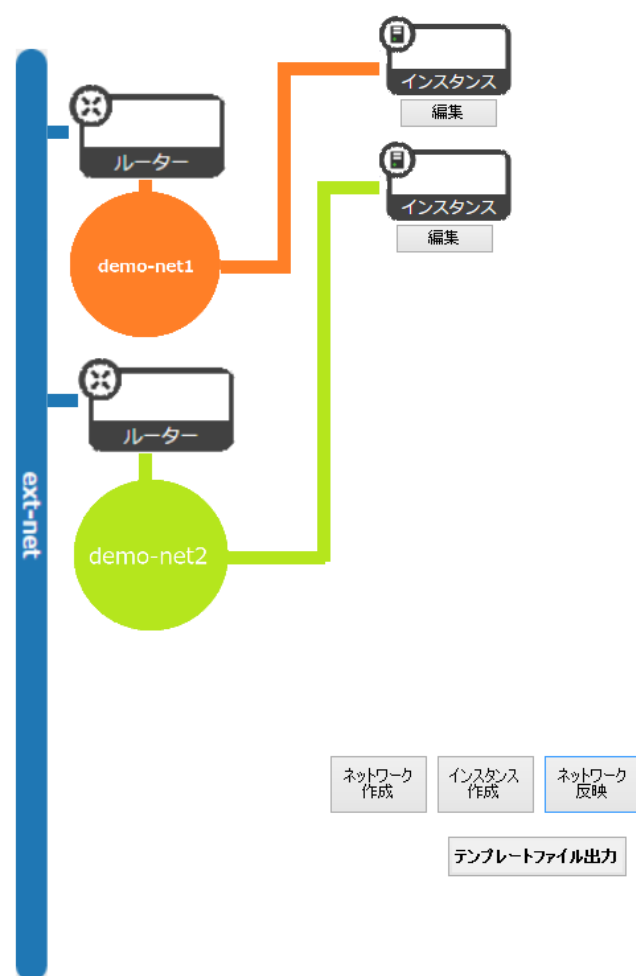 インスタンス
編集
ルーター
インスタンス
編集
demo-net1
ルーター
ext-net
demo-net2
ネットワーク
作成
インスタンス
作成
ネットワーク
反映
テンプレートファイル出力